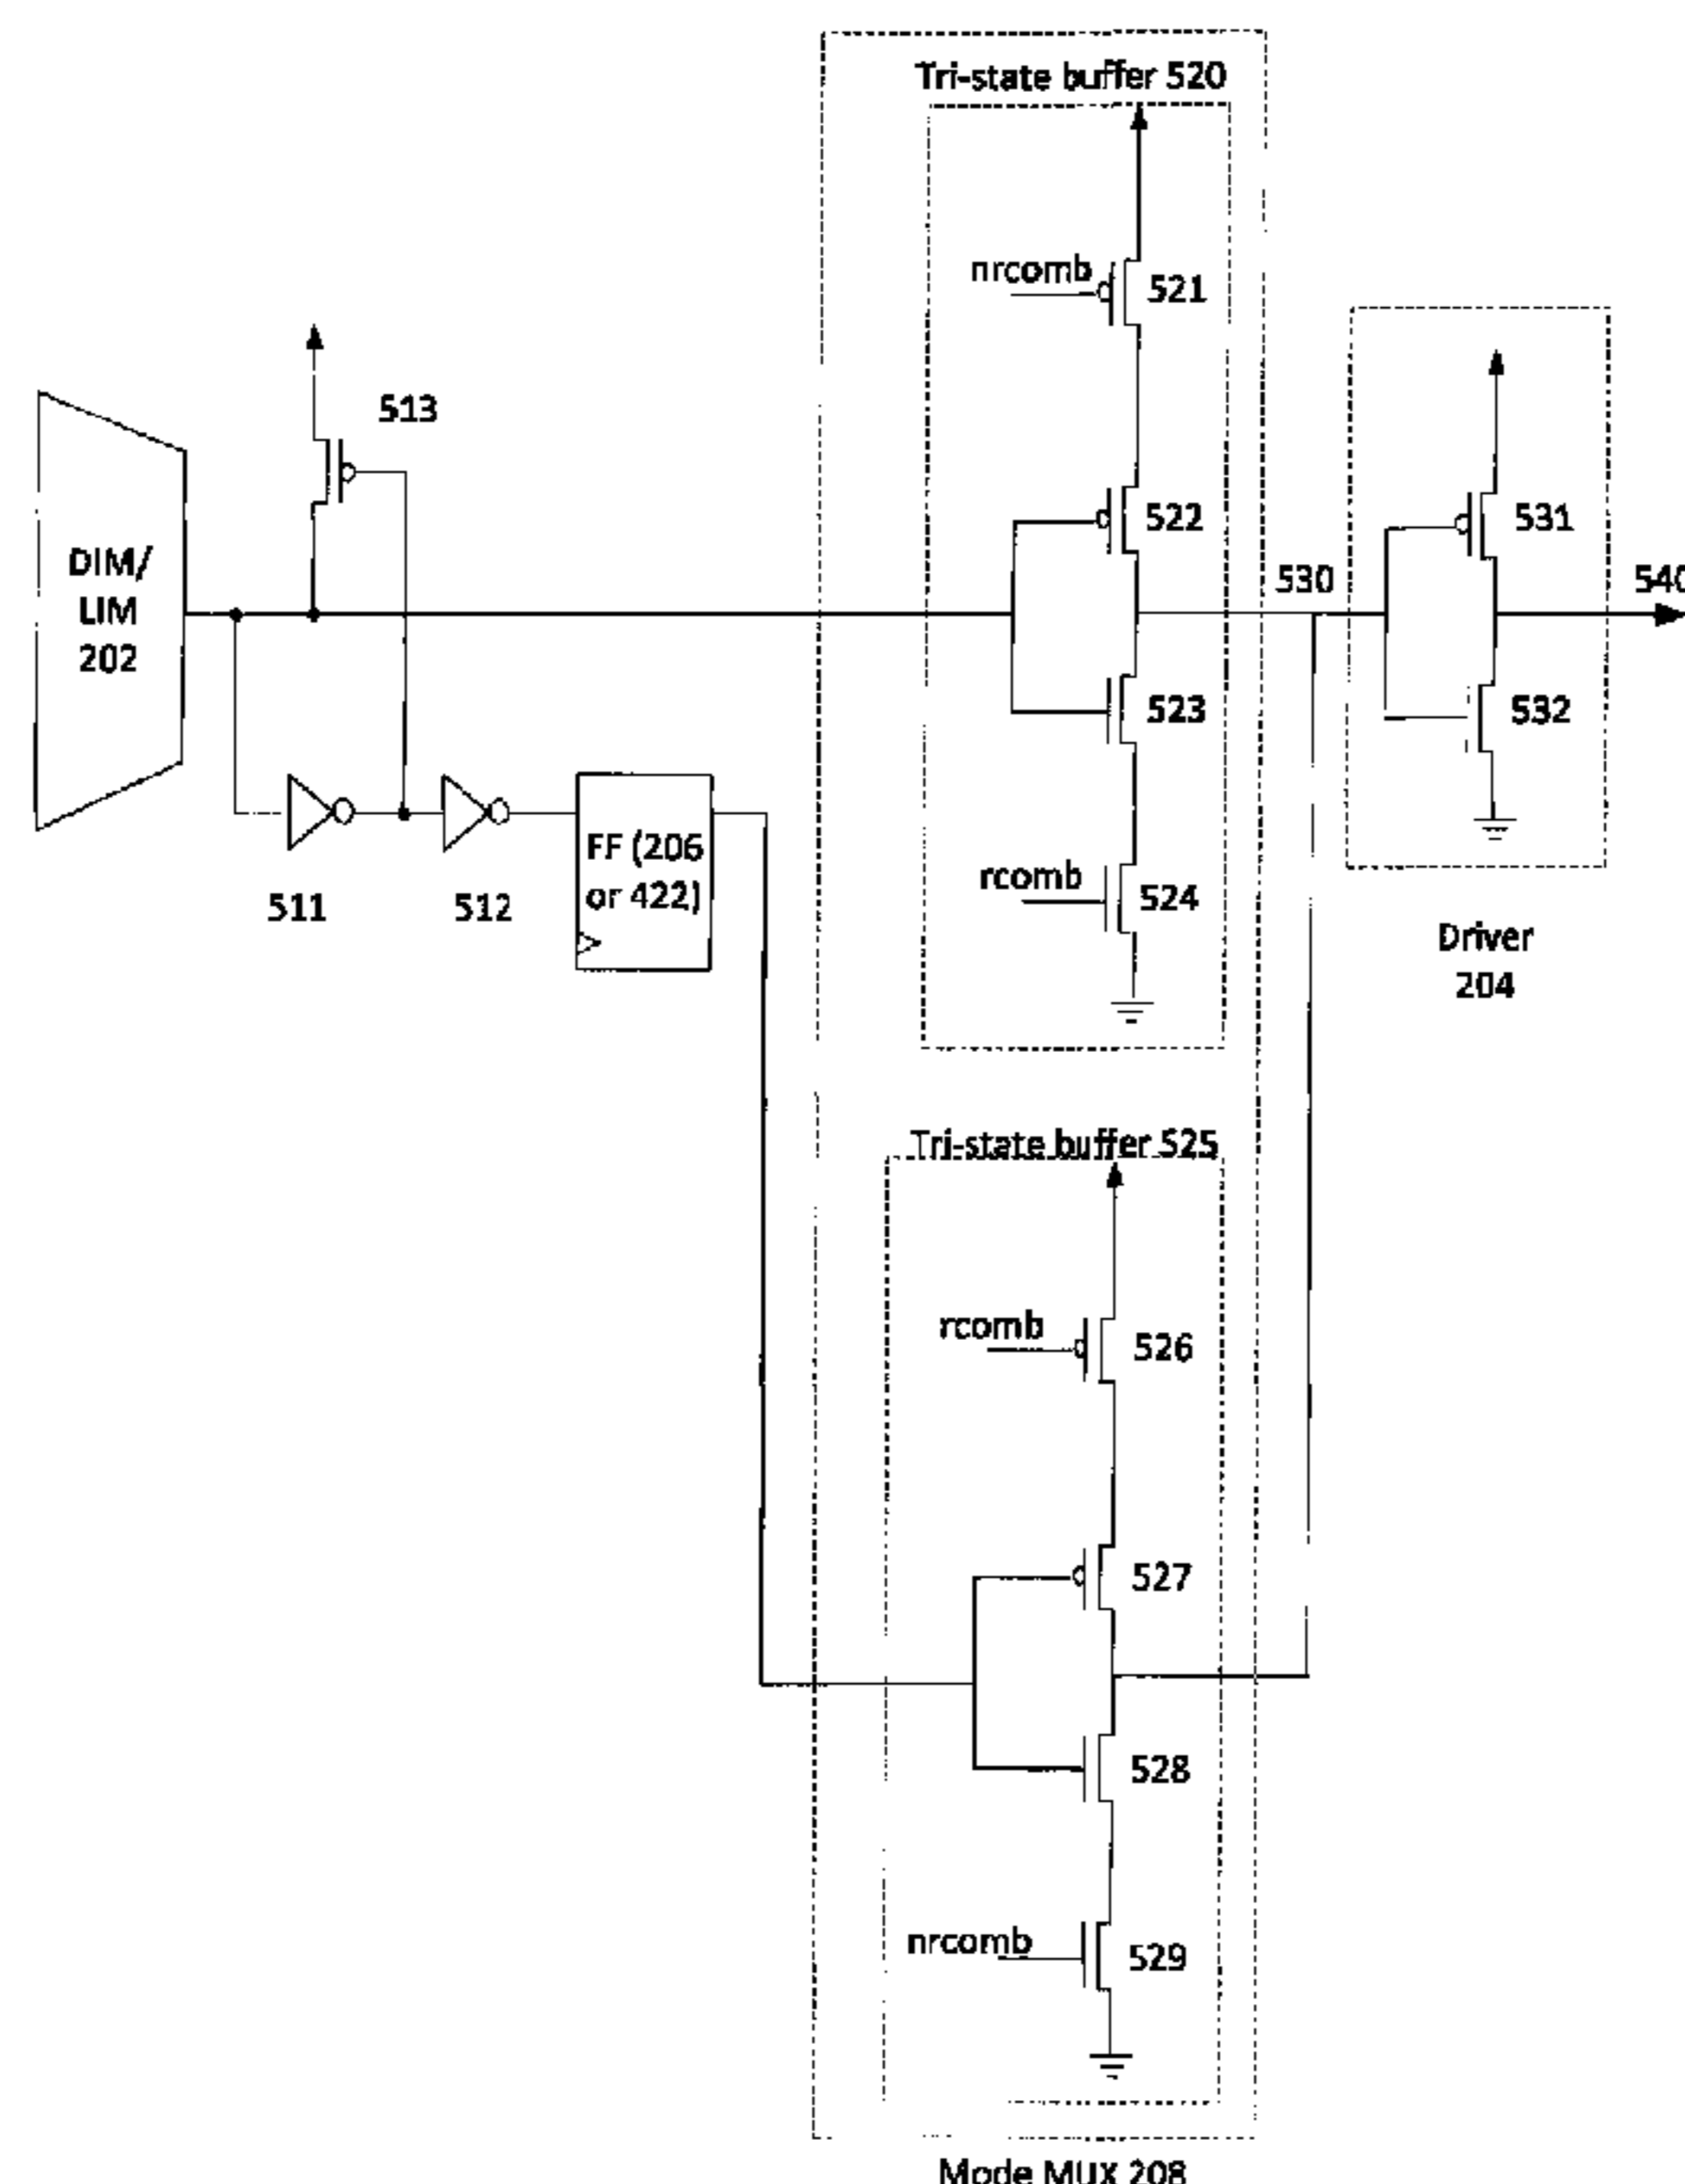 Tri-state buffer 520
nrcomb
521
513
522
531
DIM/
LIM
202
530
540
523
532
FF (206
or 422)
rcomb
524
511
512
Driver
204
Tri-state buffer 525
rcomb
526
527
528
nrcomb
529
Mode MUX 208